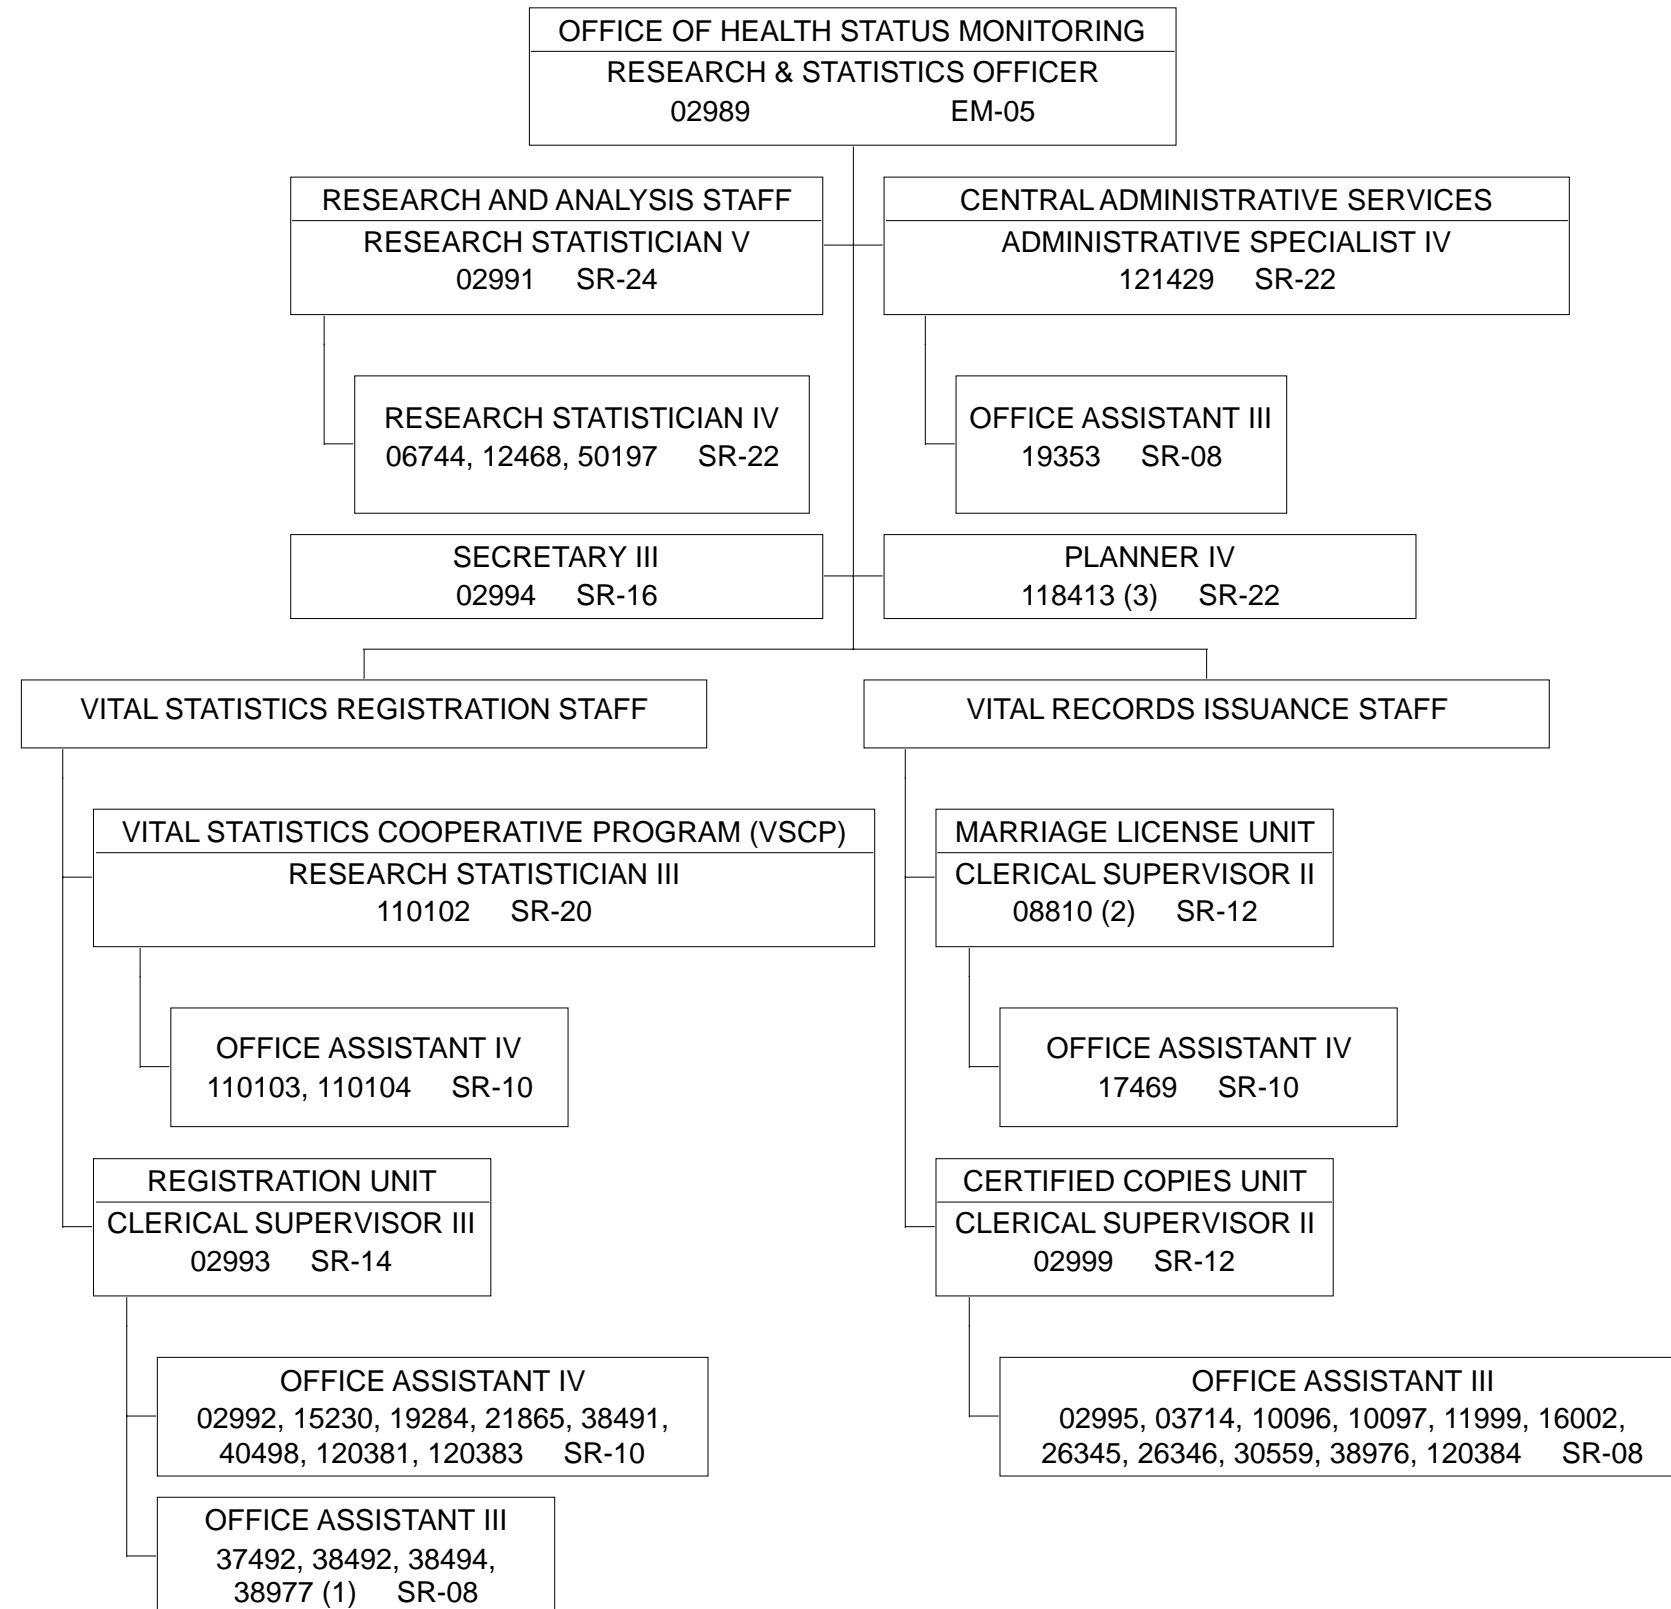 OFFICE OF HEALTH STATUS MONITORING
RESEARCH & STATISTICS OFFICER
02989 EM-05
RESEARCH AND ANALYSIS STAFF
RESEARCH STATISTICIAN V
02991 SR-24
CENTRAL ADMINISTRATIVE SERVICES
ADMINISTRATIVE SPECIALIST IV
121429 SR-22
RESEARCH STATISTICIAN IV
06744, 12468, 50197 SR-22
OFFICE ASSISTANT III
19353 SR-08
SECRETARY III
02994 SR-16
PLANNER IV
118413 (3) SR-22
VITAL STATISTICS REGISTRATION STAFF
VITAL STATISTICS COOPERATIVE PROGRAM (VSCP)
RESEARCH STATISTICIAN III
110102 SR-20
OFFICE ASSISTANT IV
110103, 110104 SR-10
REGISTRATION UNIT
CLERICAL SUPERVISOR III
02993 SR-14
OFFICE ASSISTANT IV
02992, 15230, 19284, 21865, 38491,
40498, 120381, 120383 SR-10
OFFICE ASSISTANT III
37492, 38492, 38494,
38977 (1) SR-08
VITAL RECORDS ISSUANCE STAFF
MARRIAGE LICENSE UNIT
CLERICAL SUPERVISOR II
08810 (2) SR-12
OFFICE ASSISTANT IV
17469 SR-10
CERTIFIED COPIES UNIT
CLERICAL SUPERVISOR II
02999 SR-12
OFFICE ASSISTANT III
02995, 03714, 10096, 10097, 11999, 16002,
26345, 26346, 30559, 38976, 120384 SR-08